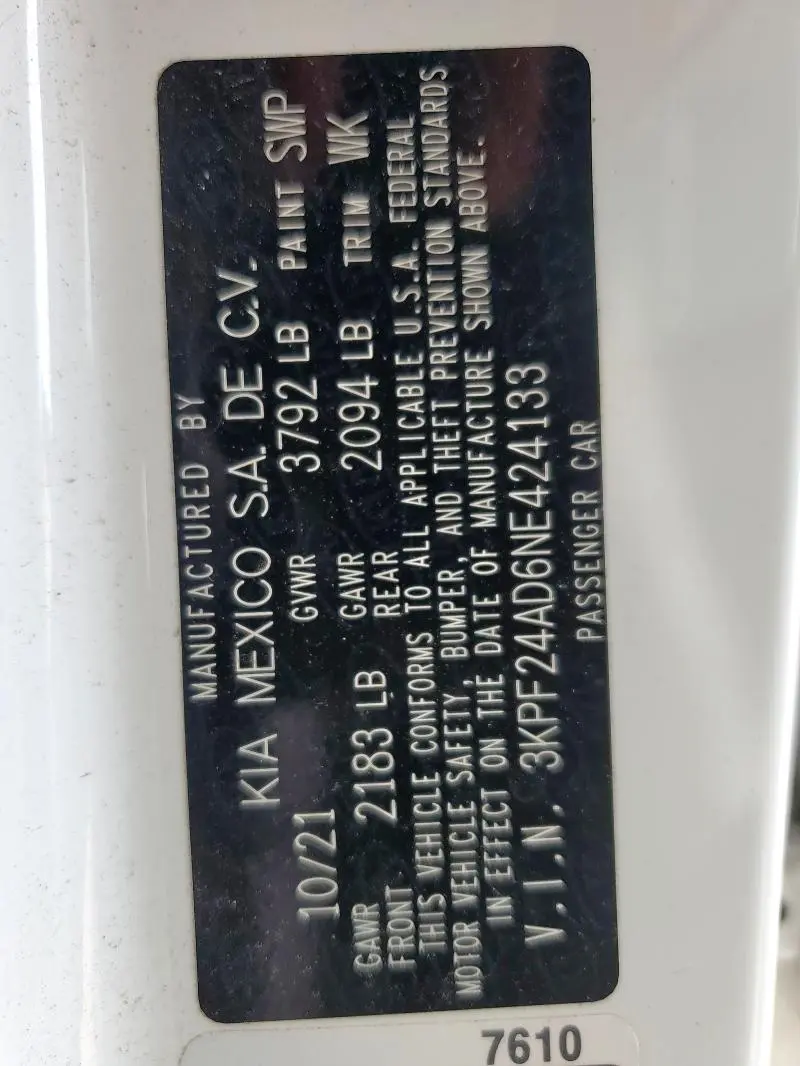 MANUFACTURED BY
KIA MEXICO S.A. DE C.V.
10/21 GVWR 3792 LB PAINT SWP
GAWR FRONT 2183 LB GAWR REAR 2094 LB TRIM WK
THIS VEHICLE CONFORMS TO ALL APPLICABLE U.S.A. FEDERAL
MOTOR VEHICLE SAFETY, BUMPER, AND THEFT PREVENTION STANDARDS
IN EFFECT ON THE DATE OF MANUFACTURE SHOWN ABOVE.
V.I.N. 3KPF24AD6NE424133
PASSENGER CAR
7610